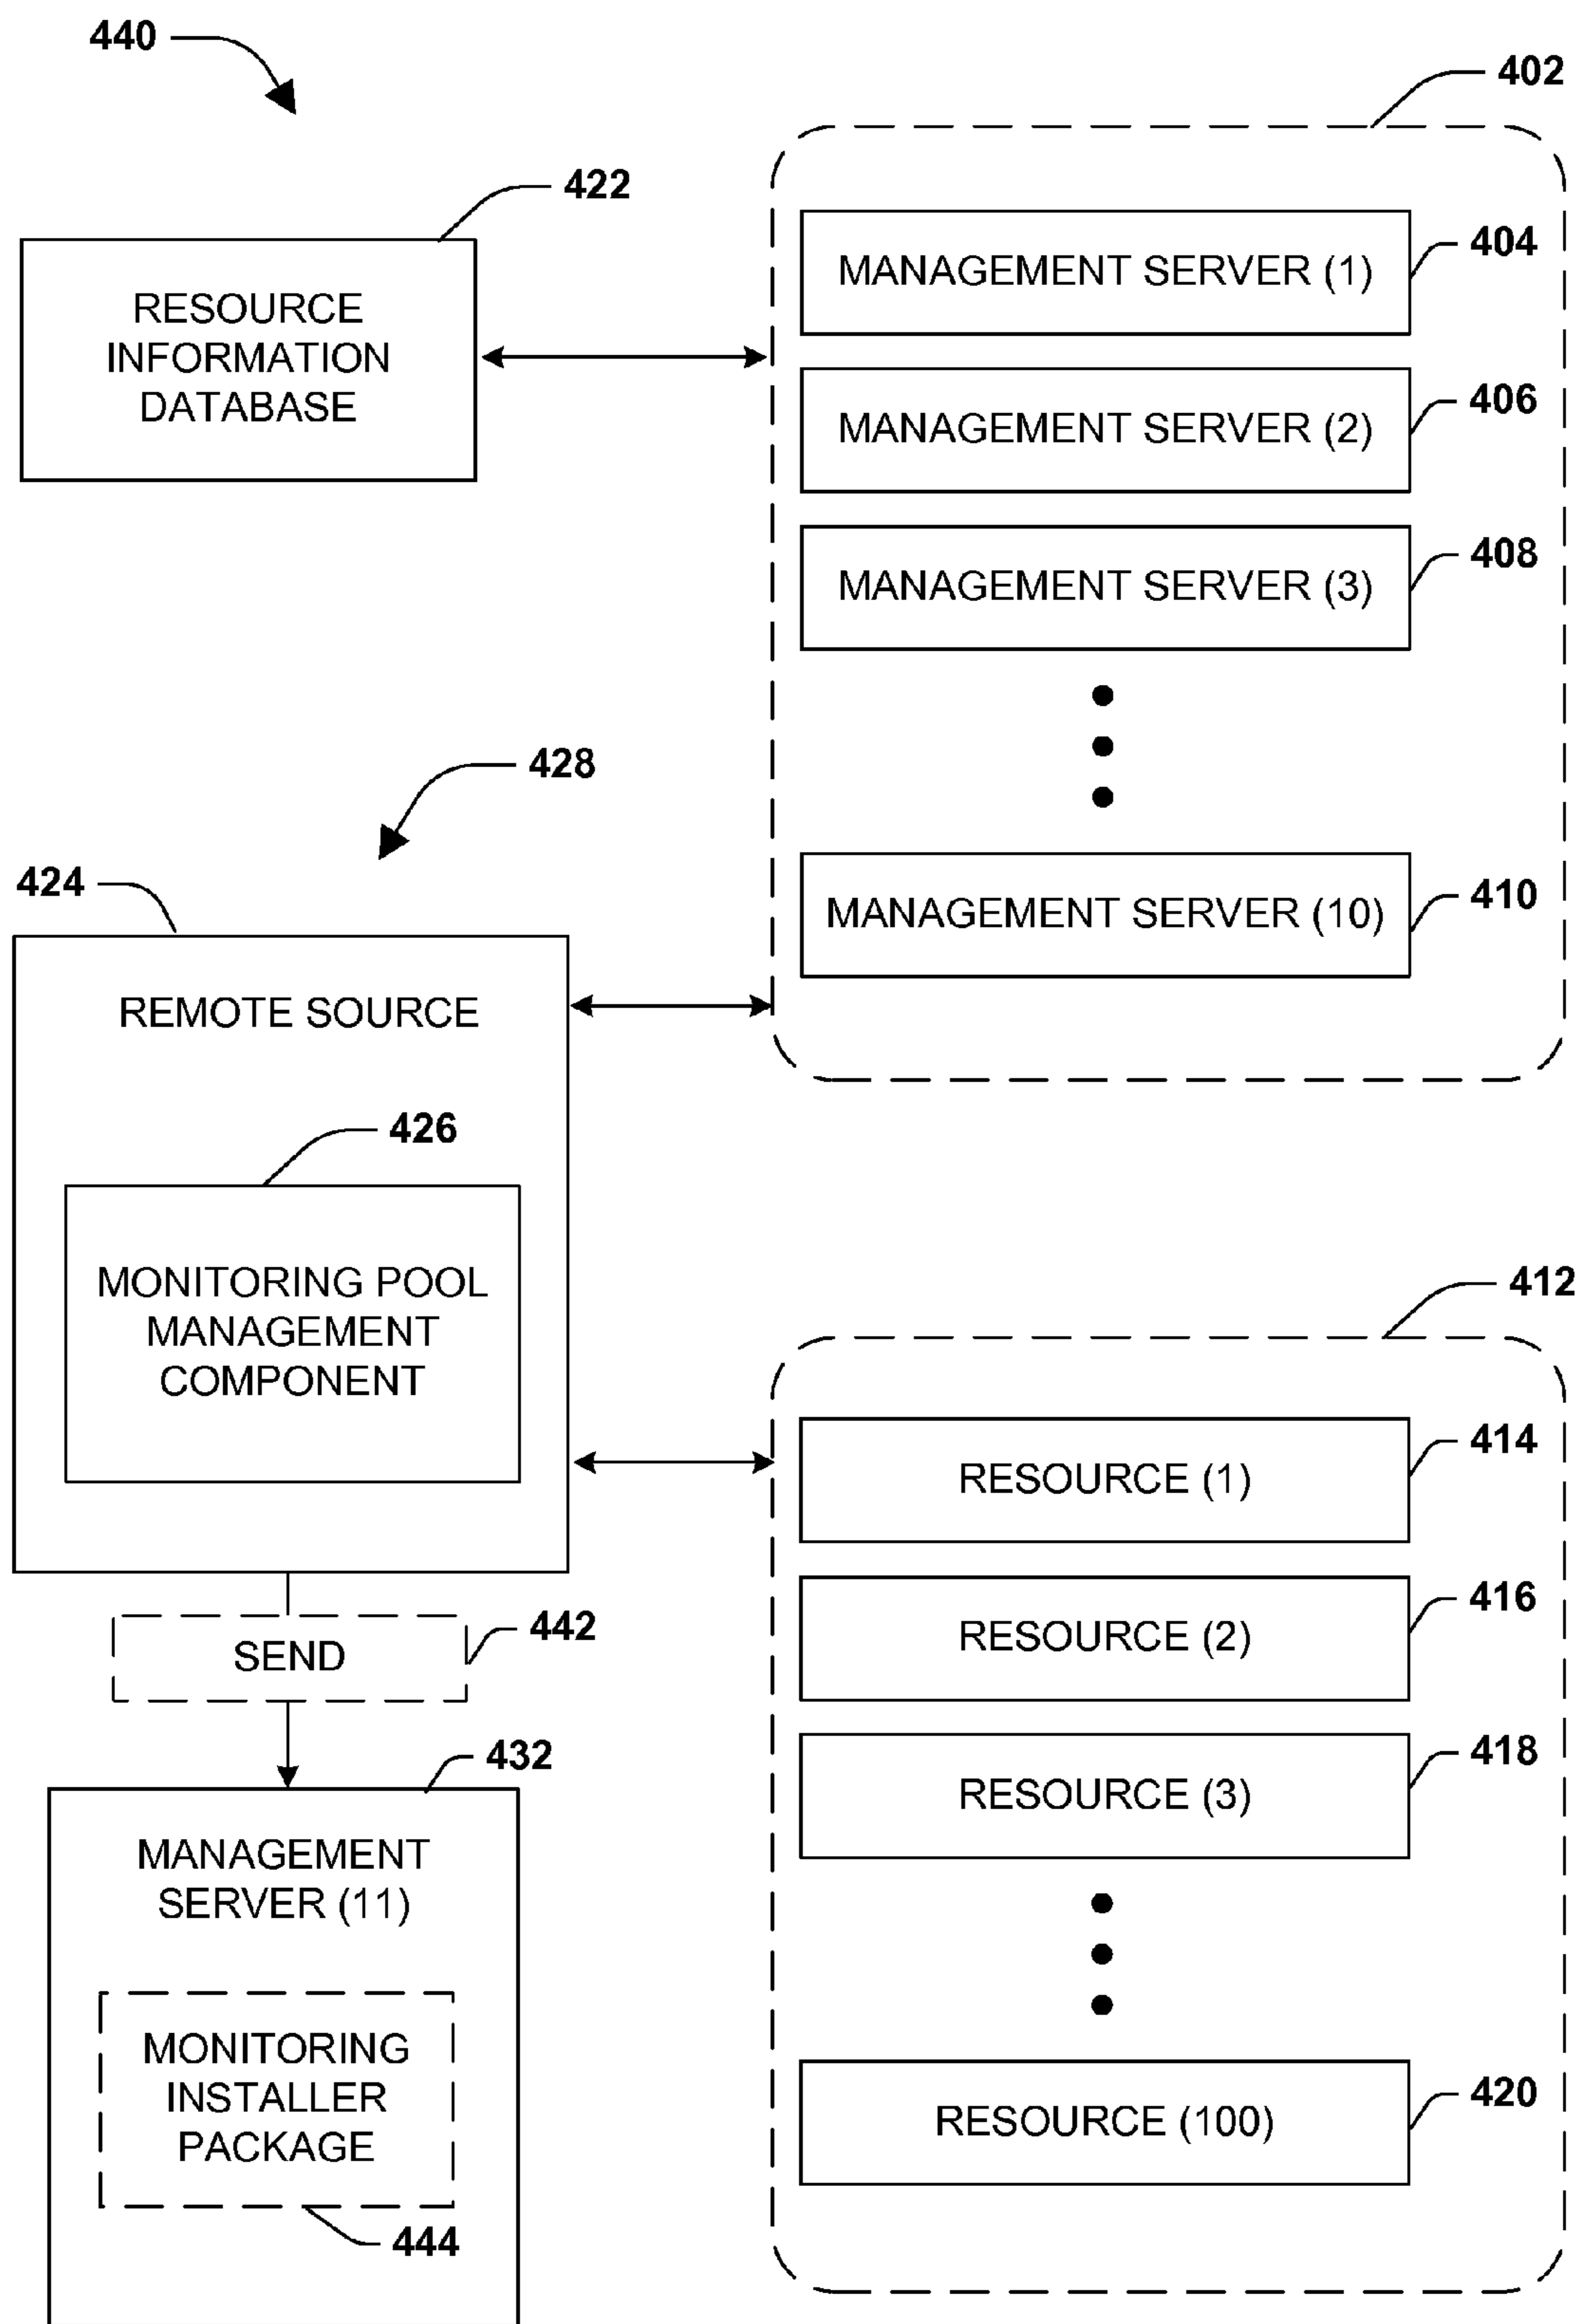 440
402
422
RESOURCE
INFORMATION
DATABASE
MANAGEMENT SERVER (1)
404
MANAGEMENT SERVER (2)
406
MANAGEMENT SERVER (3)
408
MANAGEMENT SERVER (10)
410
428
424
REMOTE SOURCE
426
MONITORING POOL
MANAGEMENT
COMPONENT
412
RESOURCE (1)
414
RESOURCE (2)
416
RESOURCE (3)
418
RESOURCE (100)
420
SEND
442
432
MANAGEMENT
SERVER (11)
MONITORING
INSTALLER
PACKAGE
444